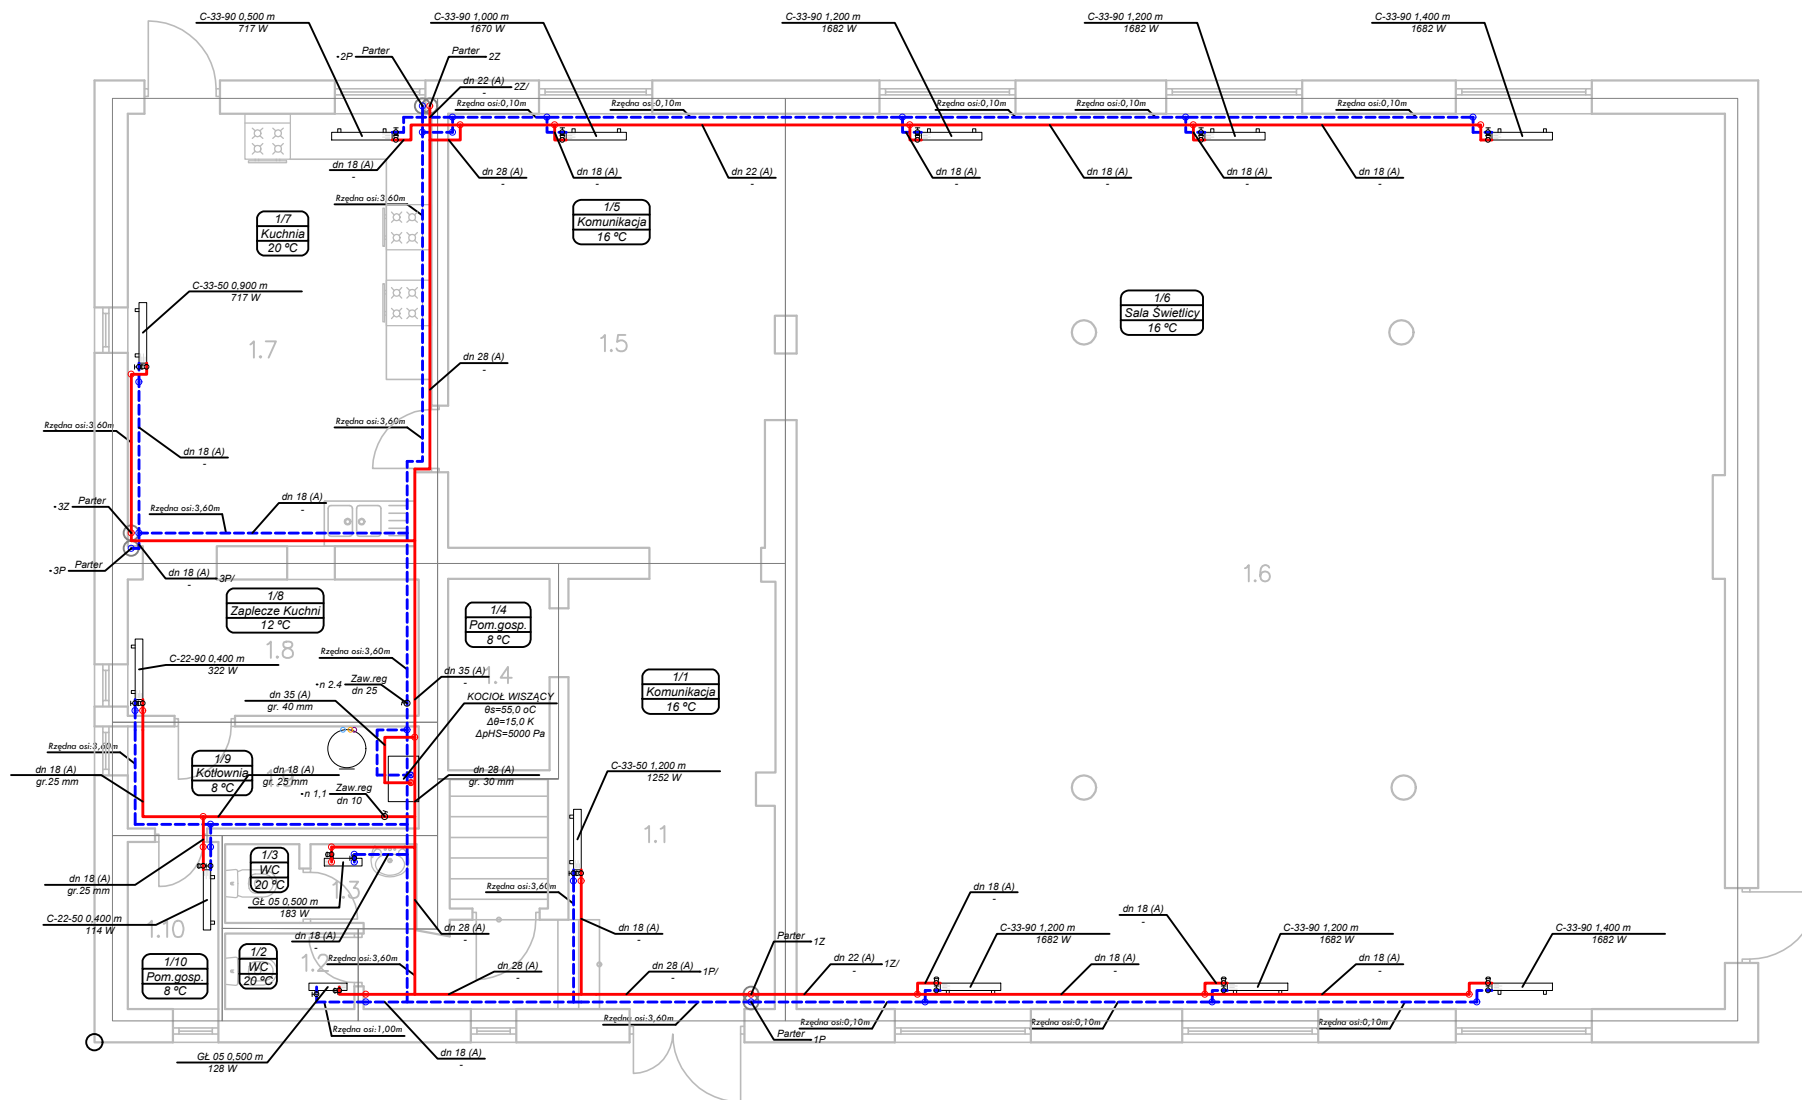 C-33-90 0,500 m
717 W
C-33-90 1,000 m
1670 W
C-33-90 1,200 m
1682 W
C-33-90 1,200 m
1682 W
C-33-90 1,400 m
1682 W
-2P
Parter
Parter
2Z
dn 22 (A)
-
2Z/
Rzędna osi:0,10m
Rzędna osi:0,10m
Rzędna osi:0,10m
Rzędna osi:0,10m
Rzędna osi:0,10m
dn 18 (A)
-
dn 28 (A)
-
dn 18 (A)
-
dn 22 (A)
-
dn 18 (A)
-
dn 18 (A)
-
dn 18 (A)
-
dn 18 (A)
-
Rzędna osi:3,60m
1/7
Kuchnia
20 ºC
1/5
Komunikacja
16 ºC
1/6
Sala Świetlicy
16 ºC
C-33-50 0,900 m
717 W
1.7
1.5
dn 28 (A)
-
Rzędna osi:3,60m
Rzędna osi:3,60m
dn 18 (A)
-
-3Z
Parter
Rzędna osi:3,60m
dn 18 (A)
-
-3P
Parter
dn 18 (A)
-
3P/
1.6
1/8
Zaplecze Kuchni
12 ºC
1/4
Pom.gosp.
8 ºC
1.8
1.4
Rzędna osi:3,60m
C-22-90 0,400 m
322 W
-n 2.4
Zaw.reg
dn 25
dn 35 (A)
-
1/1
Komunikacja
16 ºC
dn 35 (A)
gr. 40 mm
KOCIOŁ WISZĄCY
θs=55,0 oC
Δθ=15,0 K
ΔpHS=5000 Pa
Rzędna osi:3,60m
1/9
Kotłownia
8 ºC
dn 18 (A)
gr.25 mm
dn 18 (A)
gr. 25 mm
-n 1,1
Zaw.reg
dn 10
dn 28 (A)
gr. 30 mm
C-33-50 1,200 m
1252 W
1.1
1/3
WC
20 ºC
1.3
dn 18 (A)
gr.25 mm
GŁ 05 0,500 m
183 W
C-22-50 0,400 m
114 W
1.10
dn 18 (A)
-
dn 28 (A)
-
Rzędna osi:3,60m
dn 18 (A)
-
dn 18 (A)
-
dn 18 (A)
-
C-33-90 1,200 m
1682 W
C-33-90 1,200 m
1682 W
C-33-90 1,400 m
1682 W
1/2
WC
20 ºC
1.2
1/10
Pom.gosp.
8 ºC
Rzędna osi:3,60m
dn 28 (A)
-
dn 28 (A)
-
1P/
Parter
1Z
dn 22 (A)
-
1Z/
dn 18 (A)
-
dn 18 (A)
-
Rzędna osi:1,00m
Rzędna osi:3,60m
Rzędna osi:0,10m
Rzędna osi:0,10m
Rzędna osi:0,10m
Parter
1P
GŁ 05 0,500 m
128 W
dn 18 (A)
-